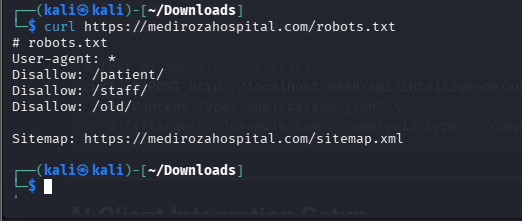 ┌──(kali㉿kali)-[~/Downloads]
└─$ curl https://medirozahospital.com/robots.txt
# robots.txt
User-agent: *
Disallow: /patient/
Disallow: /staff/
Disallow: /old/
Sitemap: https://medirozahospital.com/sitemap.xml
┌──(kali㉿kali)-[~/Downloads]
└─$